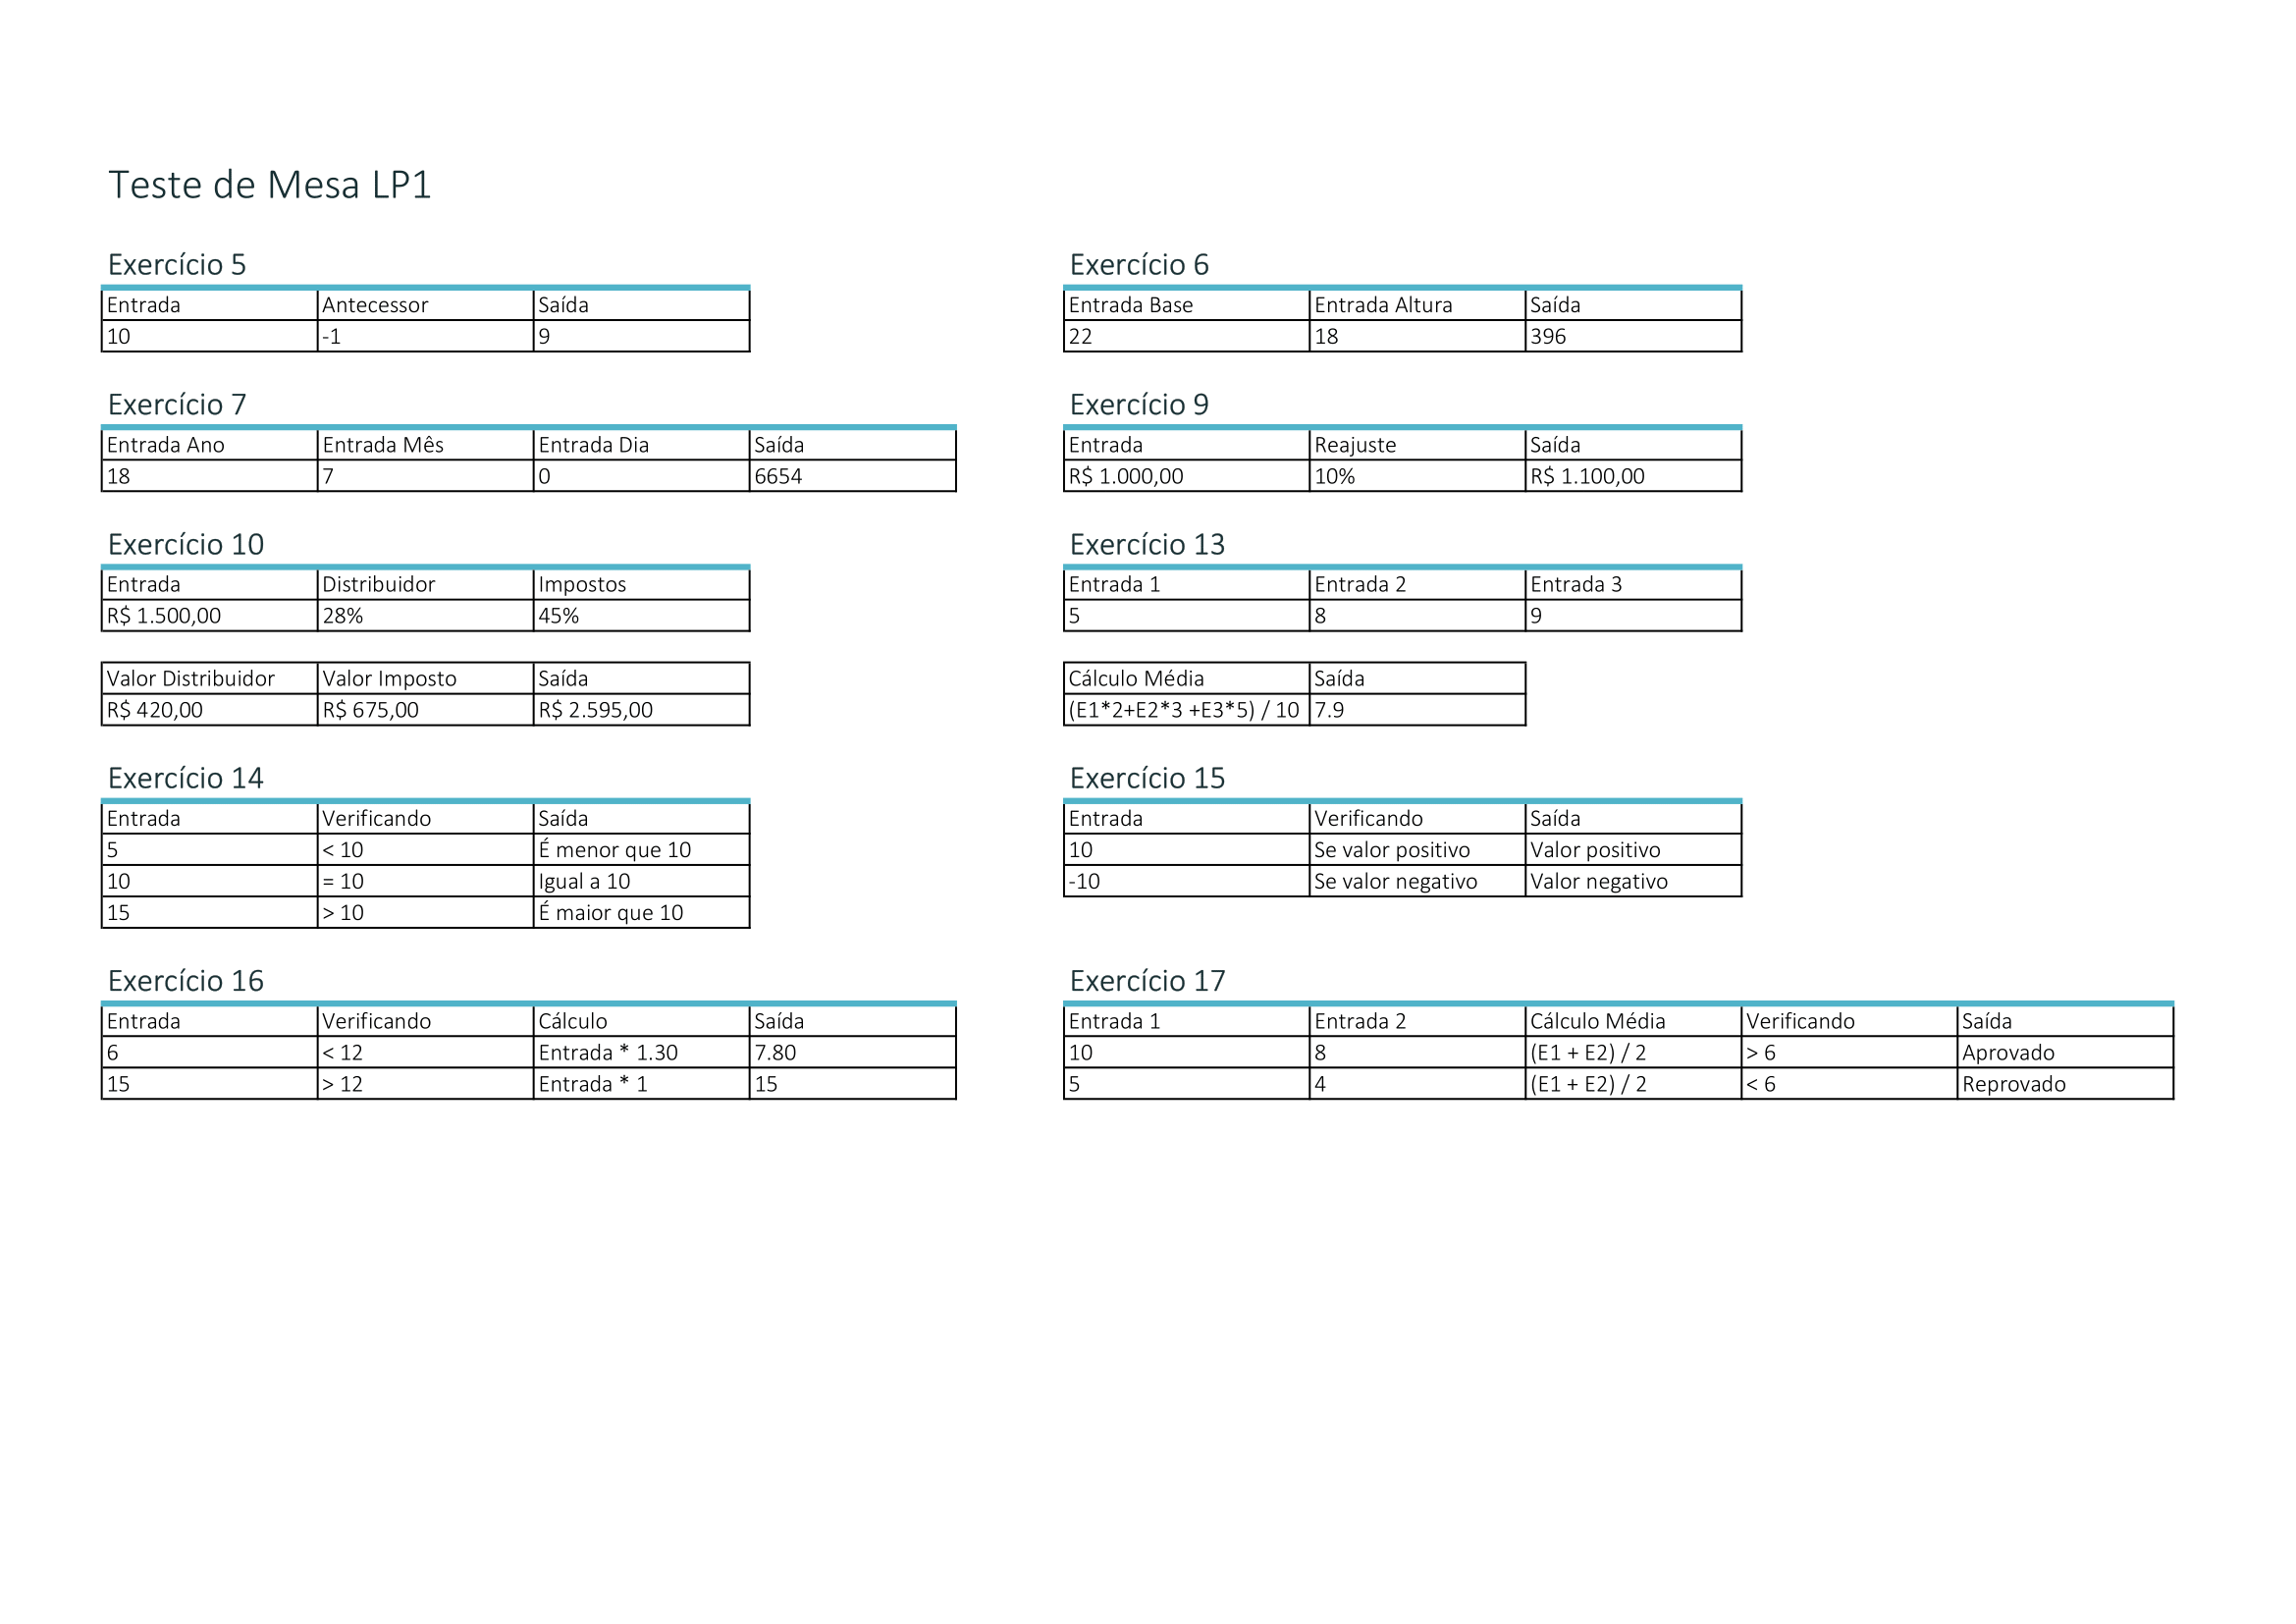 Teste de Mesa LP1
Exercício 5
Entrada Antecessor Saída
10 -1 9
Exercício 6
Entrada Base Entrada Altura Saída
22 18 396
Exercício 7
Entrada Ano Entrada Mês Entrada Dia Saída
18 7 0 6654
Exercício 9
Entrada Reajuste Saída
R$ 1.000,00 10% R$ 1.100,00
Exercício 10
Entrada Distribuidor Impostos
R$ 1.500,00 28% 45%
Valor Distribuidor Valor Imposto Saída
R$ 420,00 R$ 675,00 R$ 2.595,00
Exercício 13
Entrada 1 Entrada 2 Entrada 3
5 8 9
Cálculo Média Saída
(E1*2+E2*3 +E3*5) / 10 7.9
Exercício 14
Entrada Verificando Saída
5 < 10 É menor que 10
10 = 10 Igual a 10
15 > 10 É maior que 10
Exercício 15
Entrada Verificando Saída
10 Se valor positivo Valor positivo
-10 Se valor negativo Valor negativo
Exercício 16
Entrada Verificando Cálculo Saída
6 < 12 Entrada * 1.30 7.80
15 > 12 Entrada * 1 15
Exercício 17
Entrada 1 Entrada 2 Cálculo Média Verificando Saída
10 8 (E1 + E2) / 2 > 6 Aprovado
5 4 (E1 + E2) / 2 < 6 Reprovado